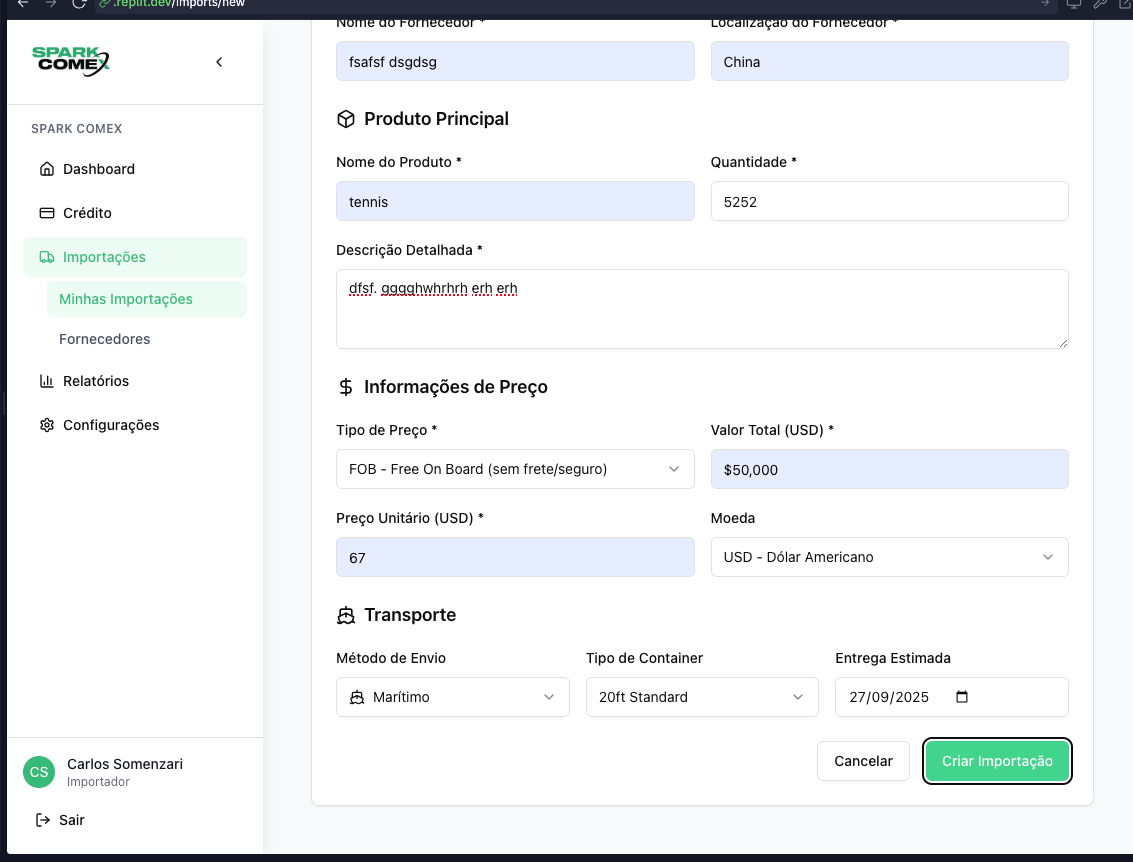 .replit.dev/imports/new
Nome do Fornecedor *
Localização do Fornecedor *
SPARK
COMEX
fsafsf dsgdsg
China
SPARK COMEX
Dashboard
Crédito
Importações
Minhas Importações
Fornecedores
Relatórios
Configurações
Produto Principal
Nome do Produto *
Quantidade *
tennis
5252
Descrição Detalhada *
dfsf. gggghwhrhrh erh erh
Informações de Preço
Tipo de Preço *
Valor Total (USD) *
FOB - Free On Board (sem frete/seguro)
$50,000
Preço Unitário (USD) *
Moeda
67
USD - Dólar Americano
Transporte
Método de Envio
Tipo de Container
Entrega Estimada
Marítimo
20ft Standard
27/09/2025
Cancelar
Criar Importação
CS
Carlos Somenzari
Importador
Sair